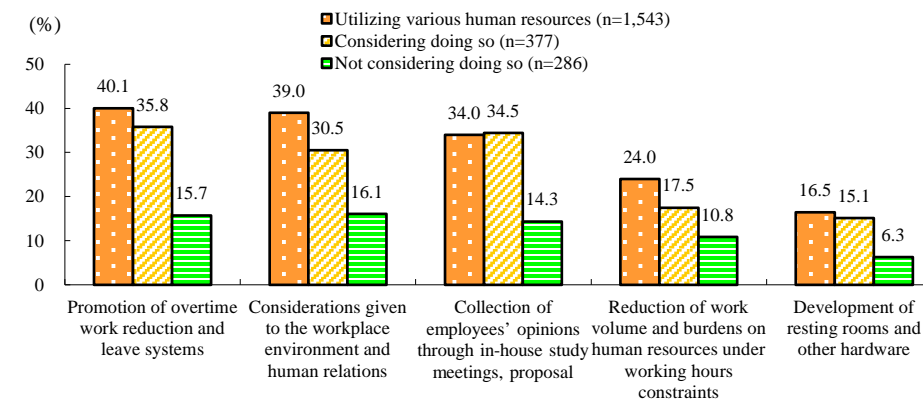 (%)
Utilizing various human resources (n=1,543)
Considering doing so (n=377)
Not considering doing so (n=286)
50
40
30
20
10
0
40.1
35.8
15.7
39.0
30.5
16.1
34.0
34.5
14.3
24.0
17.5
10.8
16.5
15.1
6.3
Promotion of overtime
work reduction and
leave systems
Considerations given
to the workplace
environment and
human relations
Collection of
employees’ opinions
through in-house study
meetings, proposal
Reduction of work
volume and burdens on
human resources under
working hours
constraints
Development of
resting rooms and
other hardware